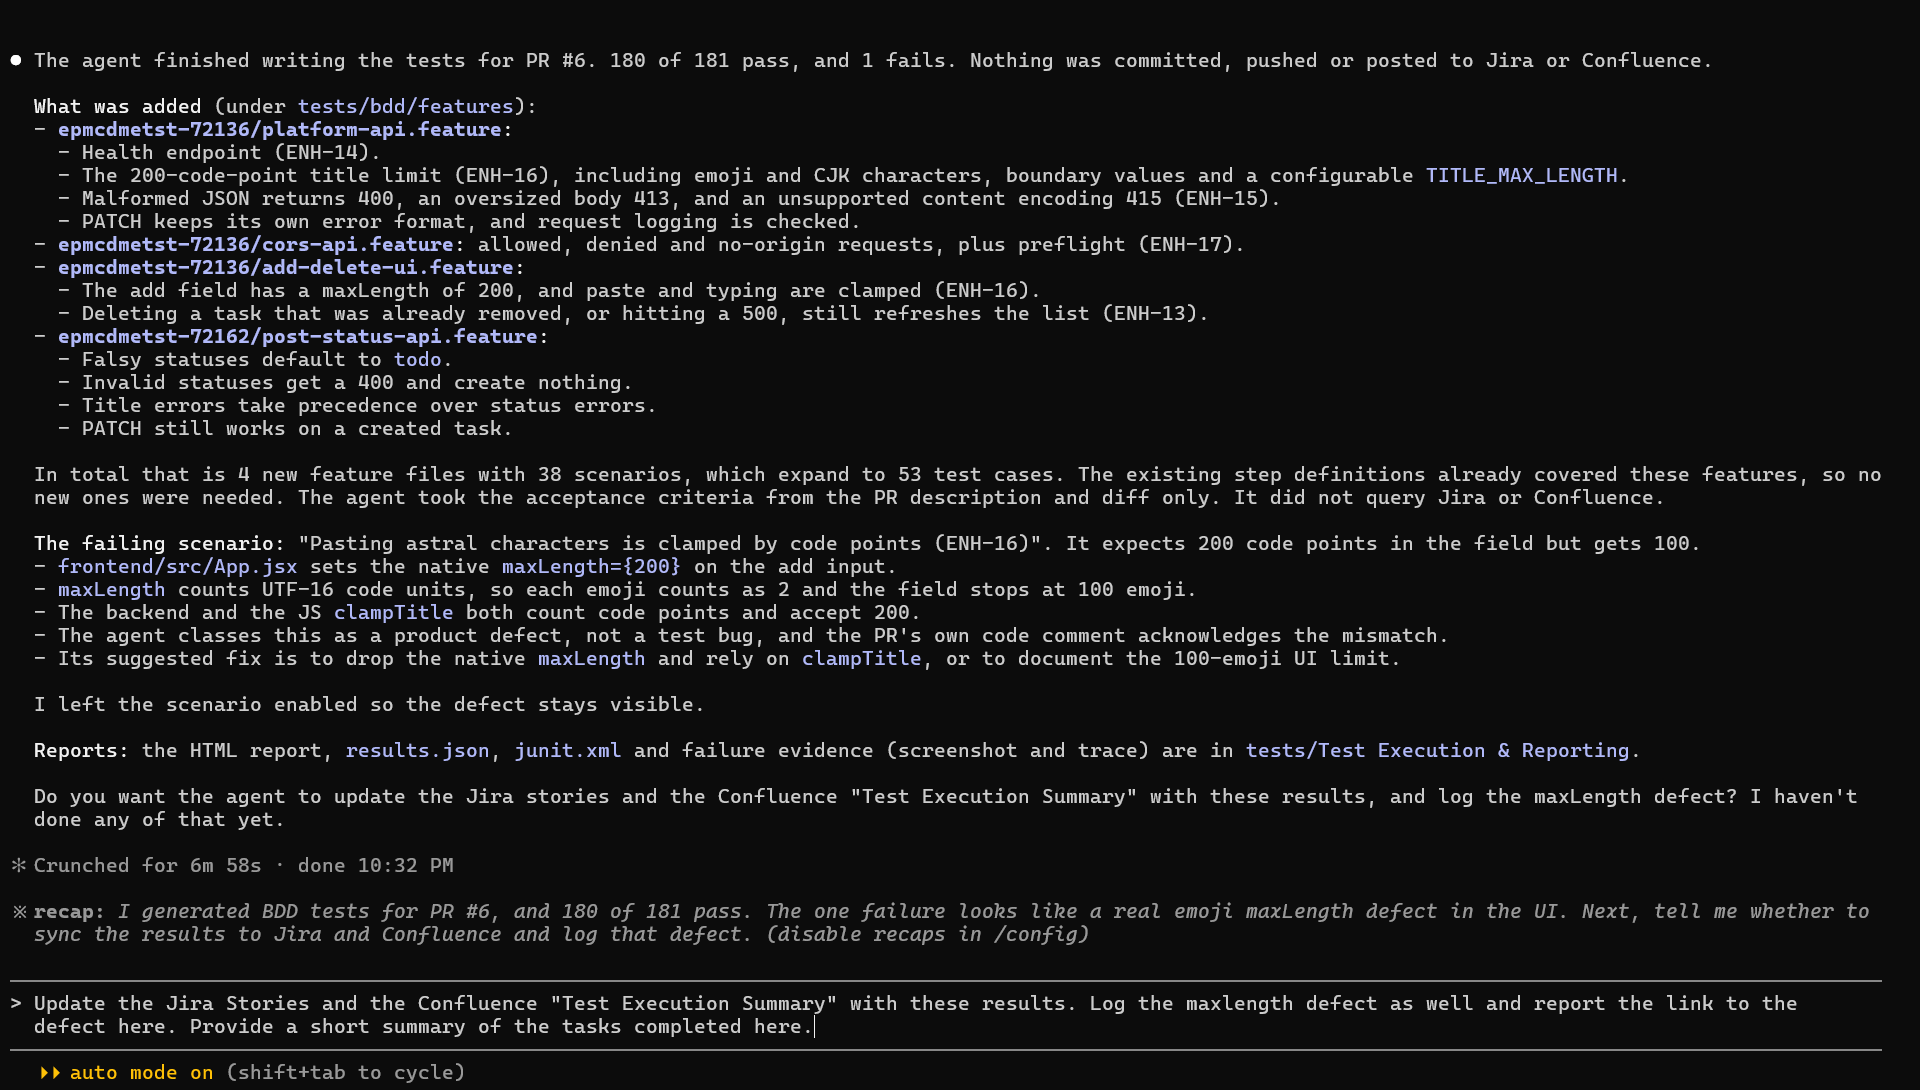 ● The agent finished writing the tests for PR #6. 180 of 181 pass, and 1 fails. Nothing was committed, pushed or posted to Jira or Confluence.
What was added (under tests/bdd/features):
- epmcdmetst-72136/platform-api.feature:
- Health endpoint (ENH-14).
- The 200-code-point title limit (ENH-16), including emoji and CJK characters, boundary values and a configurable TITLE_MAX_LENGTH.
- Malformed JSON returns 400, an oversized body 413, and an unsupported content encoding 415 (ENH-15).
- PATCH keeps its own error format, and request logging is checked.
- epmcdmetst-72136/cors-api.feature: allowed, denied and no-origin requests, plus preflight (ENH-17).
- epmcdmetst-72136/add-delete-ui.feature:
- The add field has a maxLength of 200, and paste and typing are clamped (ENH-16).
- Deleting a task that was already removed, or hitting a 500, still refreshes the list (ENH-13).
- epmcdmetst-72162/post-status-api.feature:
- Falsy statuses default to todo.
- Invalid statuses get a 400 and create nothing.
- Title errors take precedence over status errors.
- PATCH still works on a created task.
In total that is 4 new feature files with 38 scenarios, which expand to 53 test cases. The existing step definitions already covered these features, so no
new ones were needed. The agent took the acceptance criteria from the PR description and diff only. It did not query Jira or Confluence.
The failing scenario: "Pasting astral characters is clamped by code points (ENH-16)". It expects 200 code points in the field but gets 100.
- frontend/src/App.jsx sets the native maxLength={200} on the add input.
- maxLength counts UTF-16 code units, so each emoji counts as 2 and the field stops at 100 emoji.
- The backend and the JS clampTitle both count code points and accept 200.
- The agent classes this as a product defect, not a test bug, and the PR's own code comment acknowledges the mismatch.
- Its suggested fix is to drop the native maxLength and rely on clampTitle, or to document the 100-emoji UI limit.
I left the scenario enabled so the defect stays visible.
Reports: the HTML report, results.json, junit.xml and failure evidence (screenshot and trace) are in tests/Test Execution & Reporting.
Do you want the agent to update the Jira stories and the Confluence "Test Execution Summary" with these results, and log the maxLength defect? I haven't
done any of that yet.
✻ Crunched for 6m 58s · done 10:32 PM
※ recap: I generated BDD tests for PR #6, and 180 of 181 pass. The one failure looks like a real emoji maxLength defect in the UI. Next, tell me whether to
sync the results to Jira and Confluence and log that defect. (disable recaps in /config)
> Update the Jira Stories and the Confluence "Test Execution Summary" with these results. Log the maxlength defect as well and report the link to the
defect here. Provide a short summary of the tasks completed here.
⏵⏵ auto mode on (shift+tab to cycle)